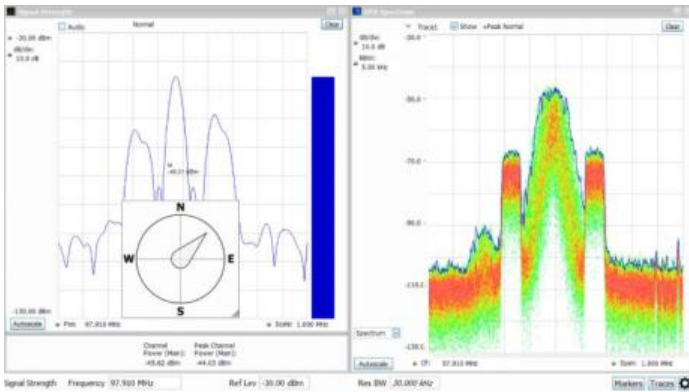 Signal Strength
Audio
Normal
Clear
-30.00 dBm
dB/div:
10.0 dB
M
N
W
E
S
-130.00 dBm
Autoscale
Pos: 97.910 MHz
Scale: 1.000 MHz
Channel Power (Main):
-45.62 dBm
Peak Channel Power (Main):
-44.03 dBm
DPX Spectrum
Trace1
Show
+Peak Normal
Clear
dB/div:
10.0 dB
RBW:
5.00 kHz
-30.0
-50.0
-70.0
-90.0
-110.0
-130.0
Spectrum
Autoscale
CF: 97.910 MHz
Span: 1.000 MHz
Signal Strength
Frequency 97.910 MHz
Ref Lev -30.00 dBm
Res BW 30.000 kHz
Markers
Traces